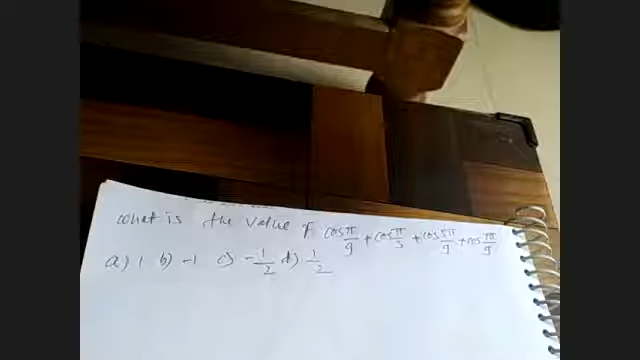 what is the value of cos π/9 + cos π/3 + cos 5π/9 + cos 7π/9
a) 1 b) -1 c) -1/2 d) 1/2